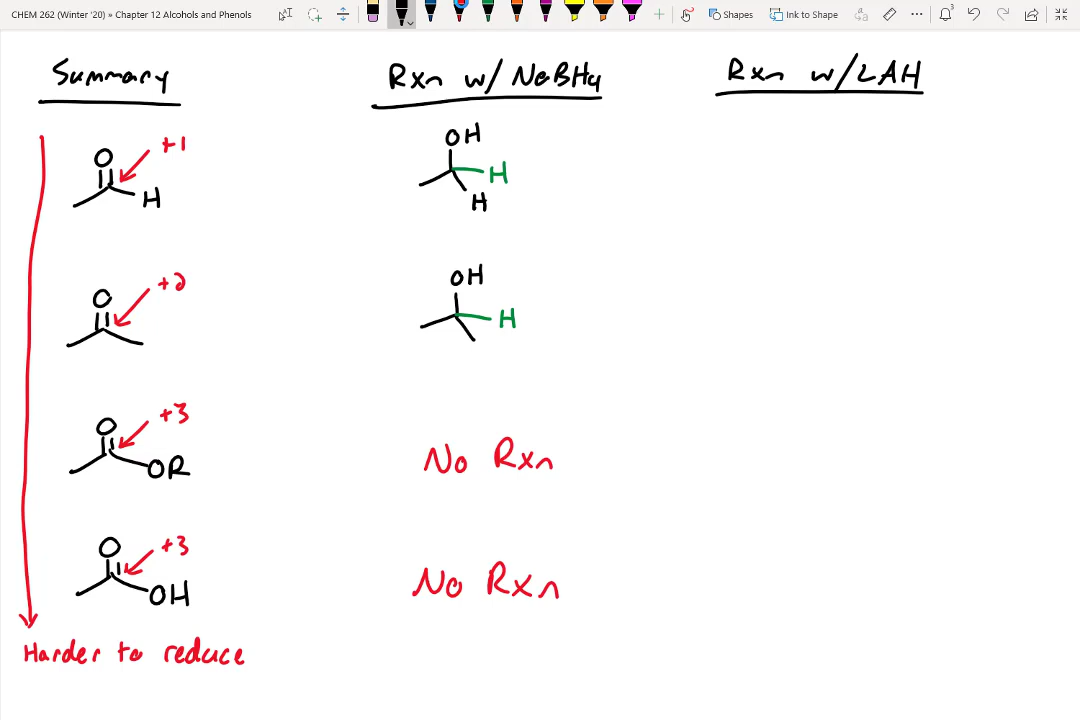 CHEM 262 (Winter '20) » Chapter 12 Alcohols and Phenols
Shapes
Ink to Shape
3
Summary
Rxn w/ NaBH4
Rxn w/LAH
O
+1
H
OH
H
H
O
+2
OH
H
O
+3
OR
No Rxn
O
+3
OH
No Rxn
Harder to reduce